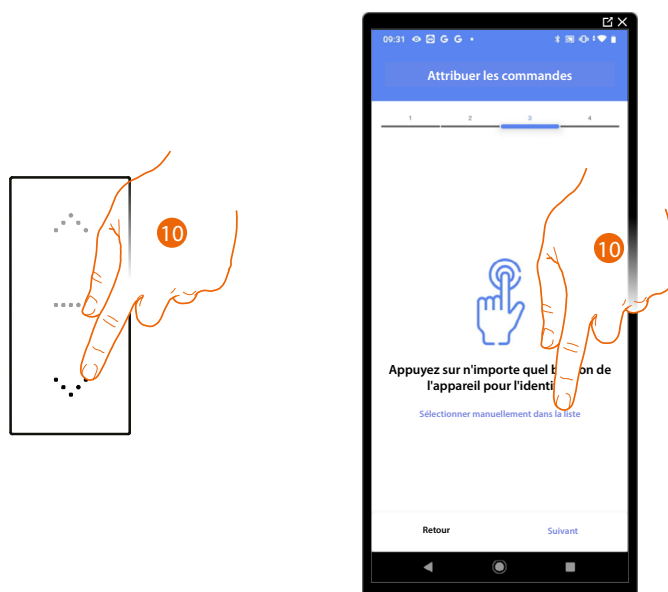 09:31 G G
Attribuer les commandes
1 2 3 4
10
10
Appuyez sur n'importe quel b on de
l'appareil pour l'identi
Sélectionner manuellement dans la liste
Retour Suivant